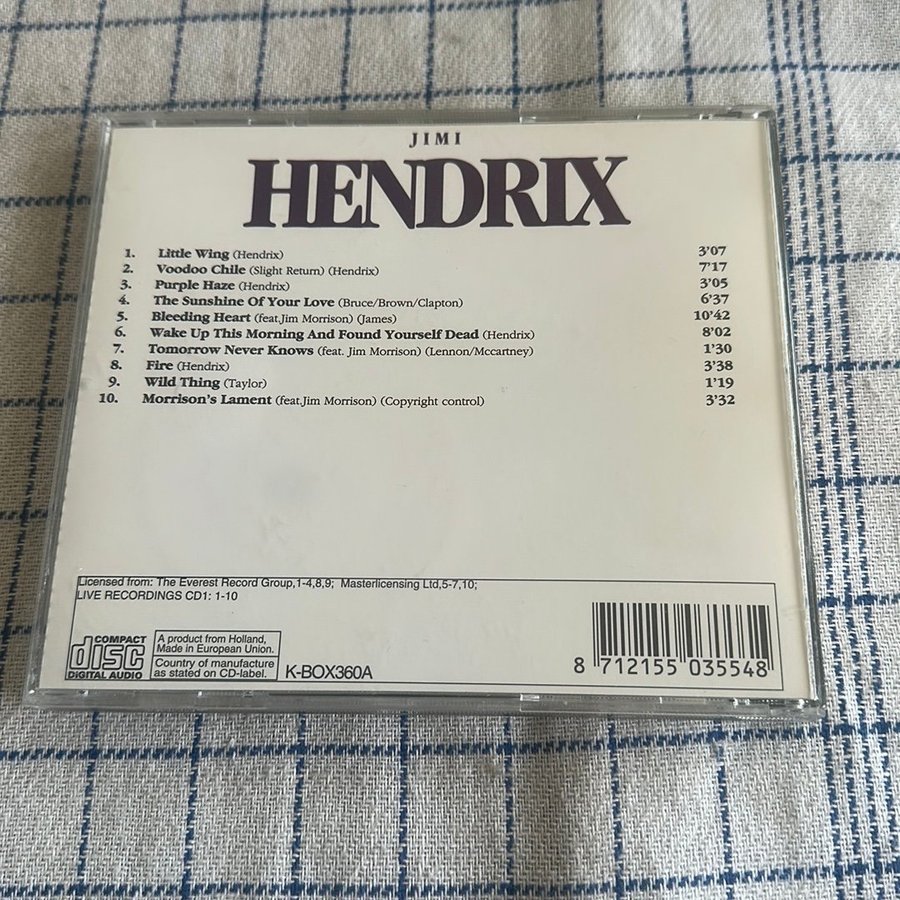 JIMI
HENDRIX
1. Little Wing (Hendrix) 3'07
2. Voodoo Chile (Slight Return) (Hendrix) 7'17
3. Purple Haze (Hendrix) 3'05
4. The Sunshine Of Your Love (Bruce/Brown/Clapton) 6'37
5. Bleeding Heart (feat.Jim Morrison) (James) 10'42
6. Wake Up This Morning And Found Yourself Dead (Hendrix) 8'02
7. Tomorrow Never Knows (feat. Jim Morrison) (Lennon/Mccartney) 1'30
8. Fire (Hendrix) 3'38
9. Wild Thing (Taylor) 1'19
10. Morrison's Lament (feat.Jim Morrison) (Copyright control) 3'32
Licensed from: The Everest Record Group,1-4,8,9; Masterlicensing Ltd,5-7,10;
LIVE RECORDINGS CD1: 1-10
COMPACT
disc
DIGITAL AUDIO
A product from Holland,
Made in European Union.
Country of manufacture
as stated on CD-label.
K-BOX360A
8 712155 035548